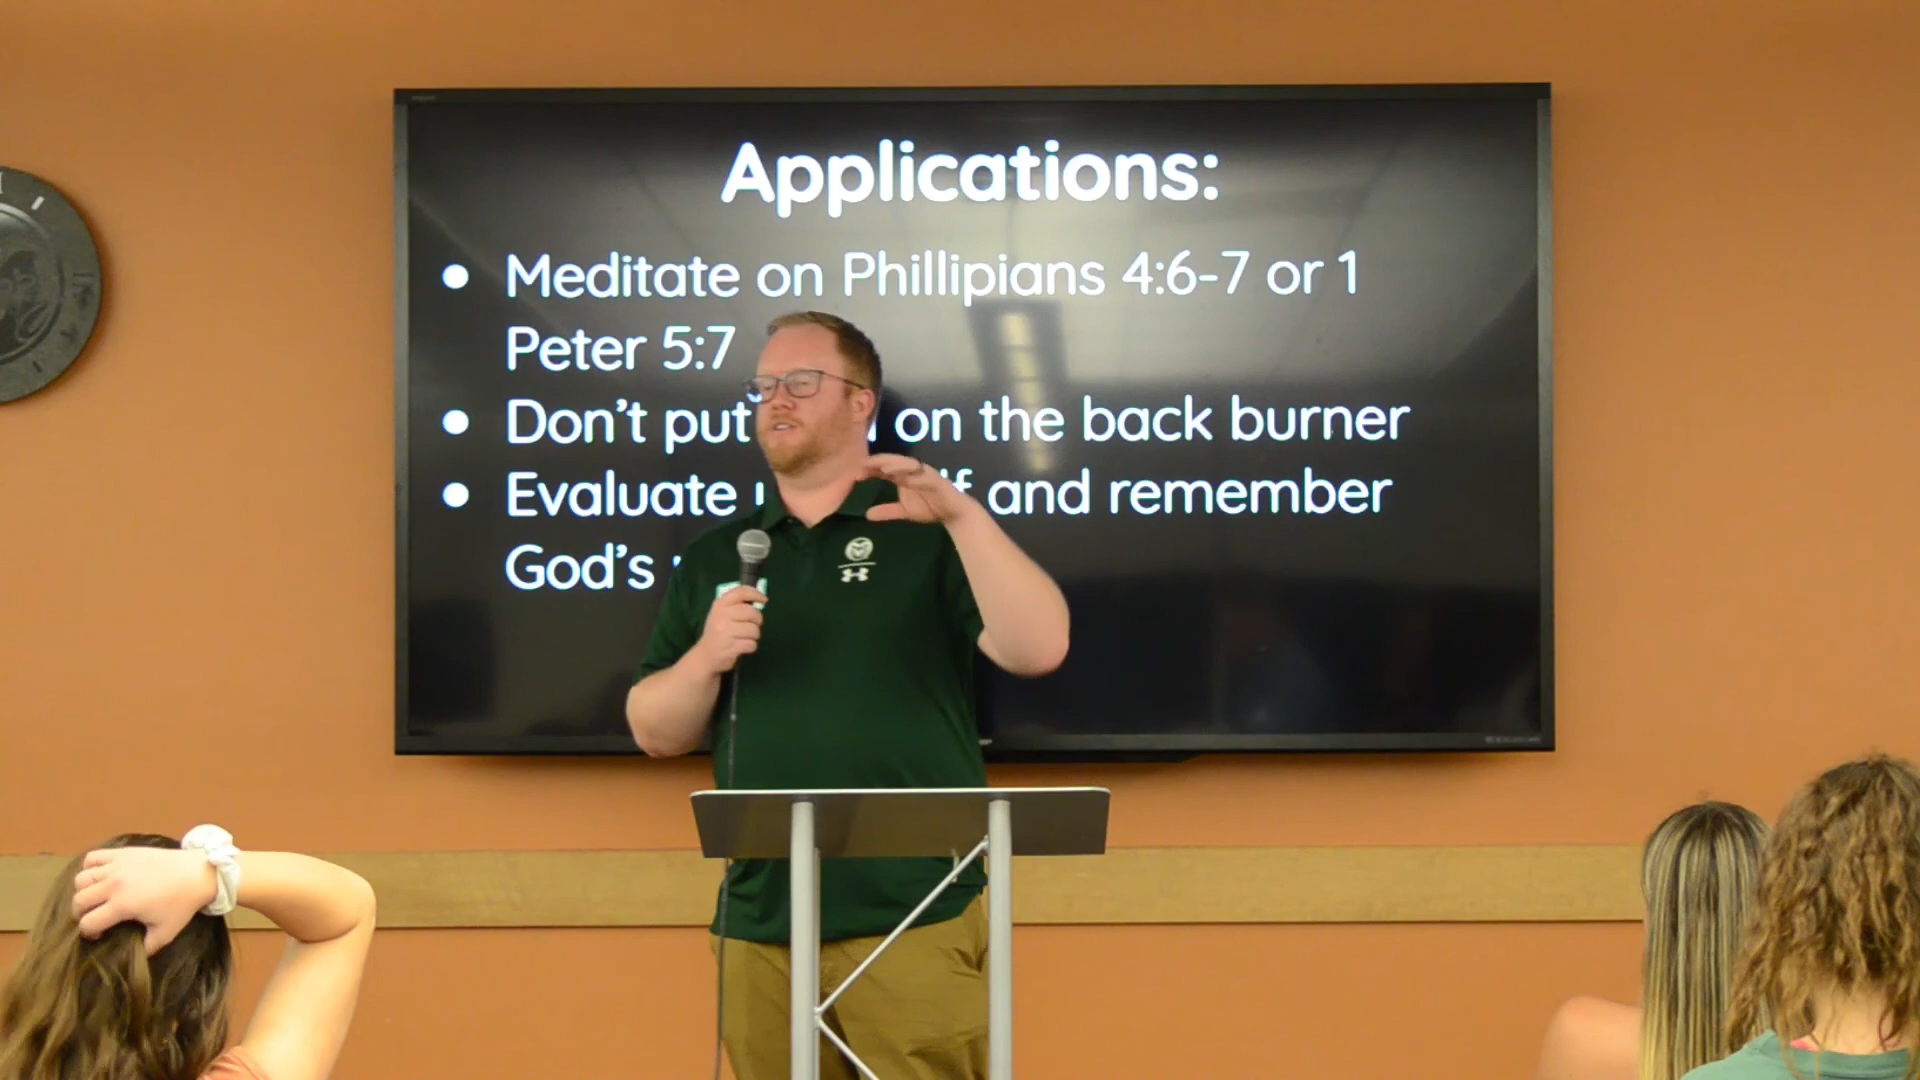 Applications:
• Meditate on Phillipians 4:6-7 or 1
Peter 5:7
• Don't put on the back burner
• Evaluate and remember
God's